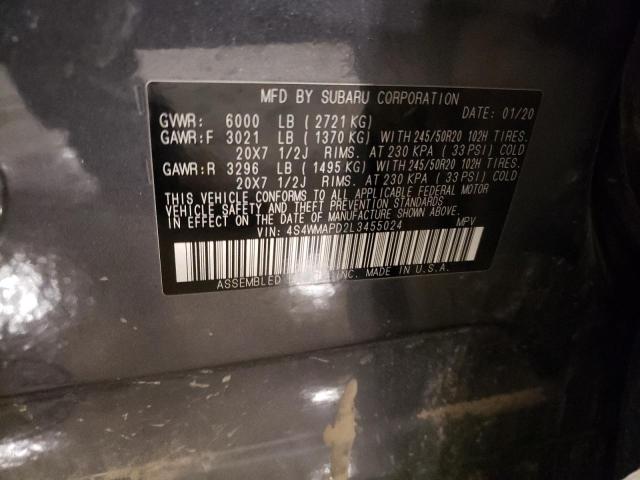 MFD BY SUBARU CORPORATION
DATE: 01/20
GVWR: 6000 LB (2721 KG)
GAWR:F 3021 LB (1370 KG) WITH 245/50R20 102H TIRES.
20X7 1/2J RIMS. AT 230 KPA (33 PSI) COLD
GAWR:R 3296 LB (1495 KG) WITH 245/50R20 102H TIRES.
20X7 1/2J RIMS. AT 230 KPA (33 PSI) COLD
THIS VEHICLE CONFORMS TO ALL APPLICABLE FEDERAL MOTOR
VEHICLE SAFETY AND THEFT PREVENTION STANDARDS
IN EFFECT ON THE DATE OF MANUFACTURE SHOWN ABOVE.
VIN: 4S4WMAPD2L3455024 MPV
ASSEMBLED INC. MADE IN U.S.A.